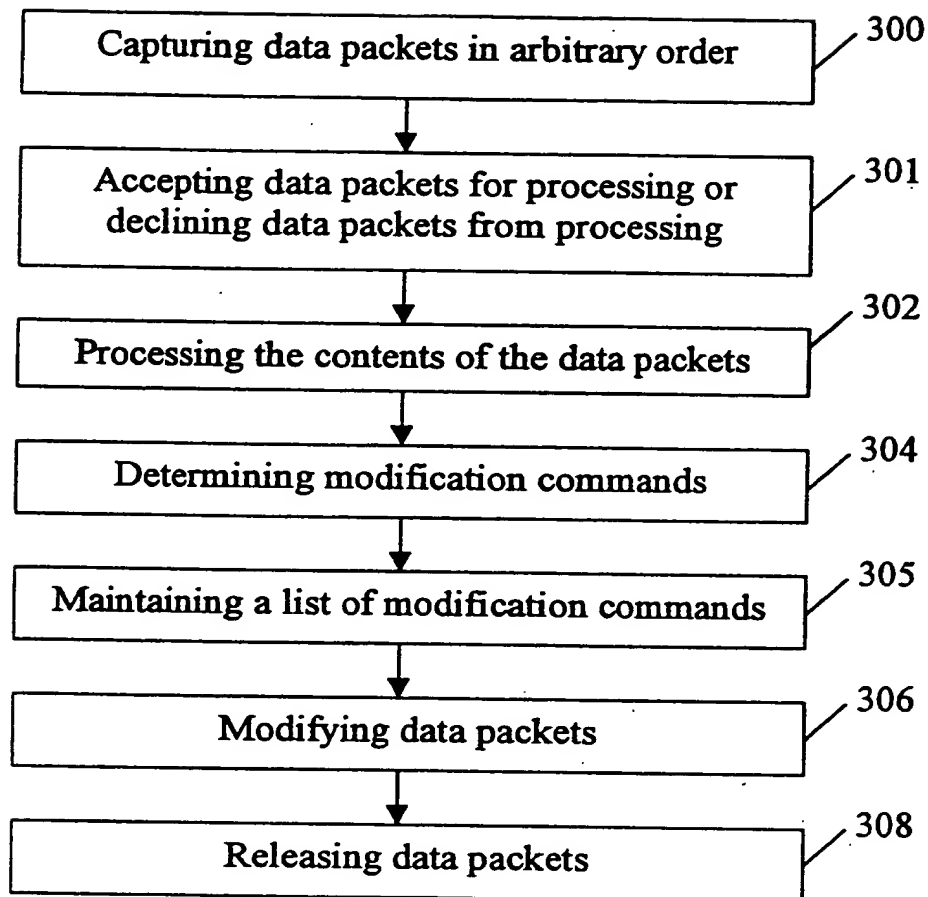 Capturing data packets in arbitrary order
300
Accepting data packets for processing or
declining data packets from processing
301
Processing the contents of the data packets
302
Determining modification commands
304
Maintaining a list of modification commands
305
Modifying data packets
306
Releasing data packets
308